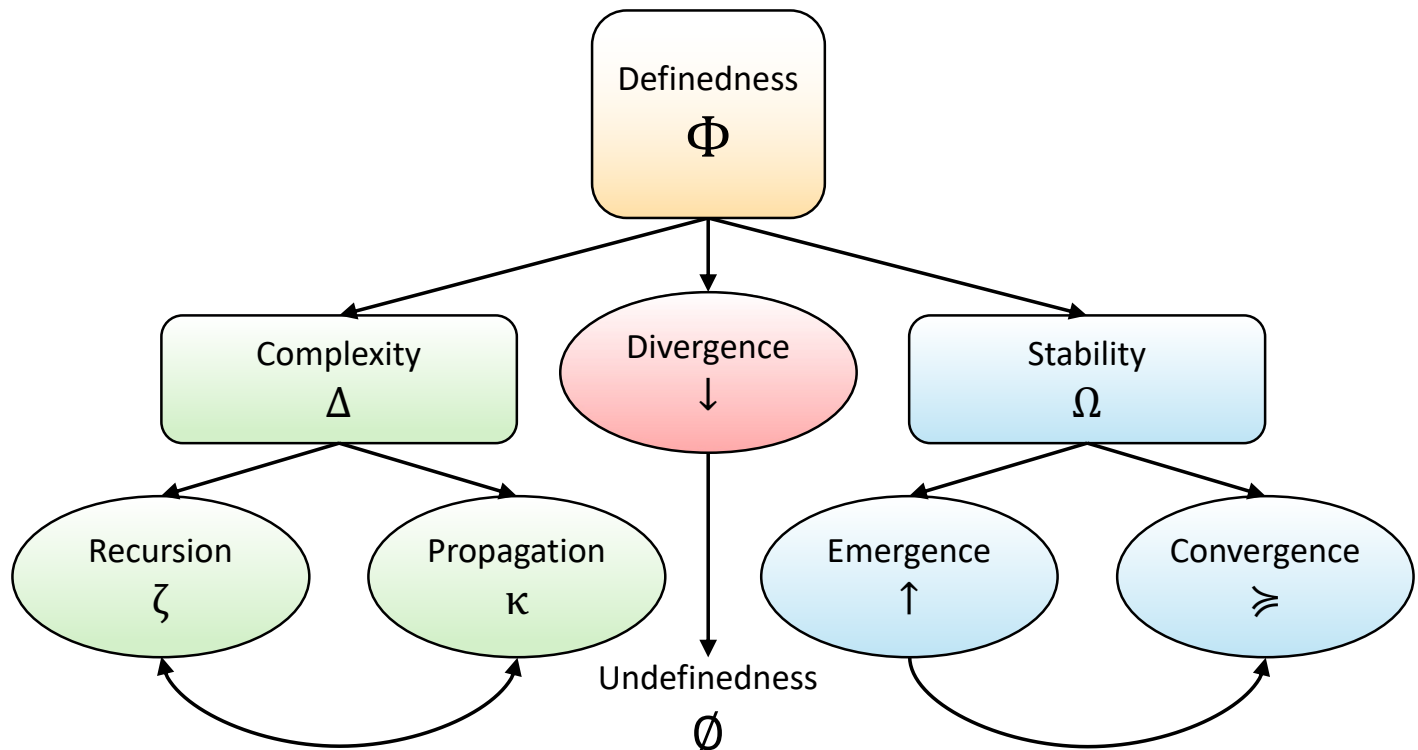 Definedness
Φ
Complexity
Δ
Divergence
↓
Stability
Ω
Recursion
ζ
Propagation
κ
Emergence
↑
Convergence
≽
Undefinedness
∅